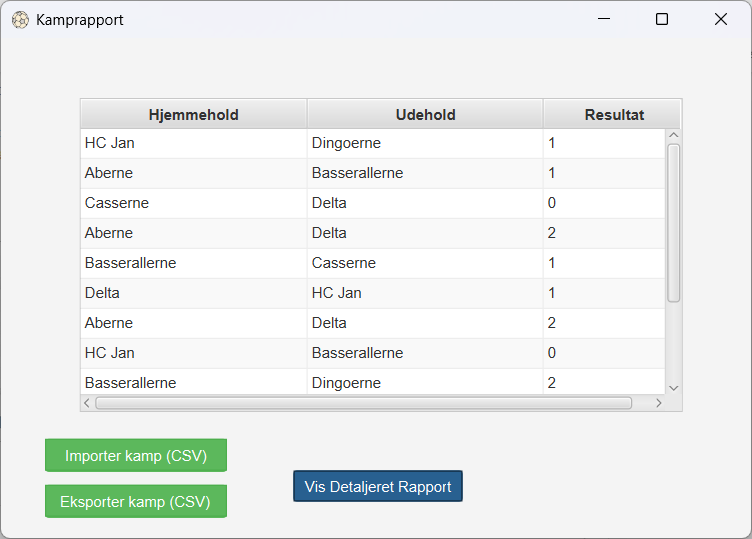 Kamprapport
Hjemmehold Udehold Resultat
HC Jan Dingoerne 1
Aberne Basserallerne 1
Casserne Delta 0
Aberne Delta 2
Basserallerne Casserne 1
Delta HC Jan 1
Aberne Delta 2
HC Jan Basserallerne 0
Basserallerne Dingoerne 2
Importer kamp (CSV)
Vis Detaljeret Rapport
Eksporter kamp (CSV)